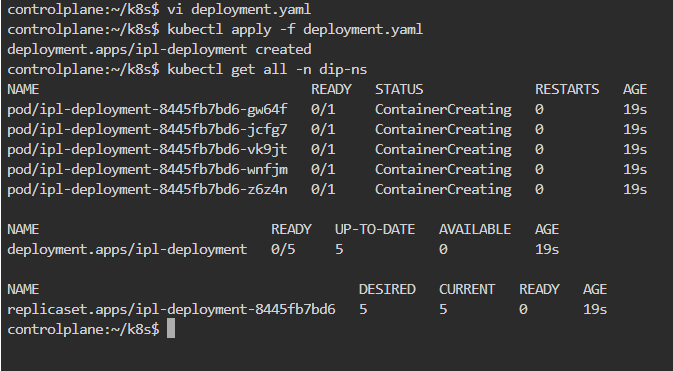 controlplane:~/k8s$ vi deployment.yaml
controlplane:~/k8s$ kubectl apply -f deployment.yaml
deployment.apps/ipl-deployment created
controlplane:~/k8s$ kubectl get all -n dip-ns
NAME READY STATUS RESTARTS AGE
pod/ipl-deployment-8445fb7bd6-gw64f 0/1 ContainerCreating 0 19s
pod/ipl-deployment-8445fb7bd6-jcfg7 0/1 ContainerCreating 0 19s
pod/ipl-deployment-8445fb7bd6-vk9jt 0/1 ContainerCreating 0 19s
pod/ipl-deployment-8445fb7bd6-wnfjm 0/1 ContainerCreating 0 19s
pod/ipl-deployment-8445fb7bd6-z6z4n 0/1 ContainerCreating 0 19s
NAME READY UP-TO-DATE AVAILABLE AGE
deployment.apps/ipl-deployment 0/5 5 0 19s
NAME DESIRED CURRENT READY AGE
replicaset.apps/ipl-deployment-8445fb7bd6 5 5 0 19s
controlplane:~/k8s$